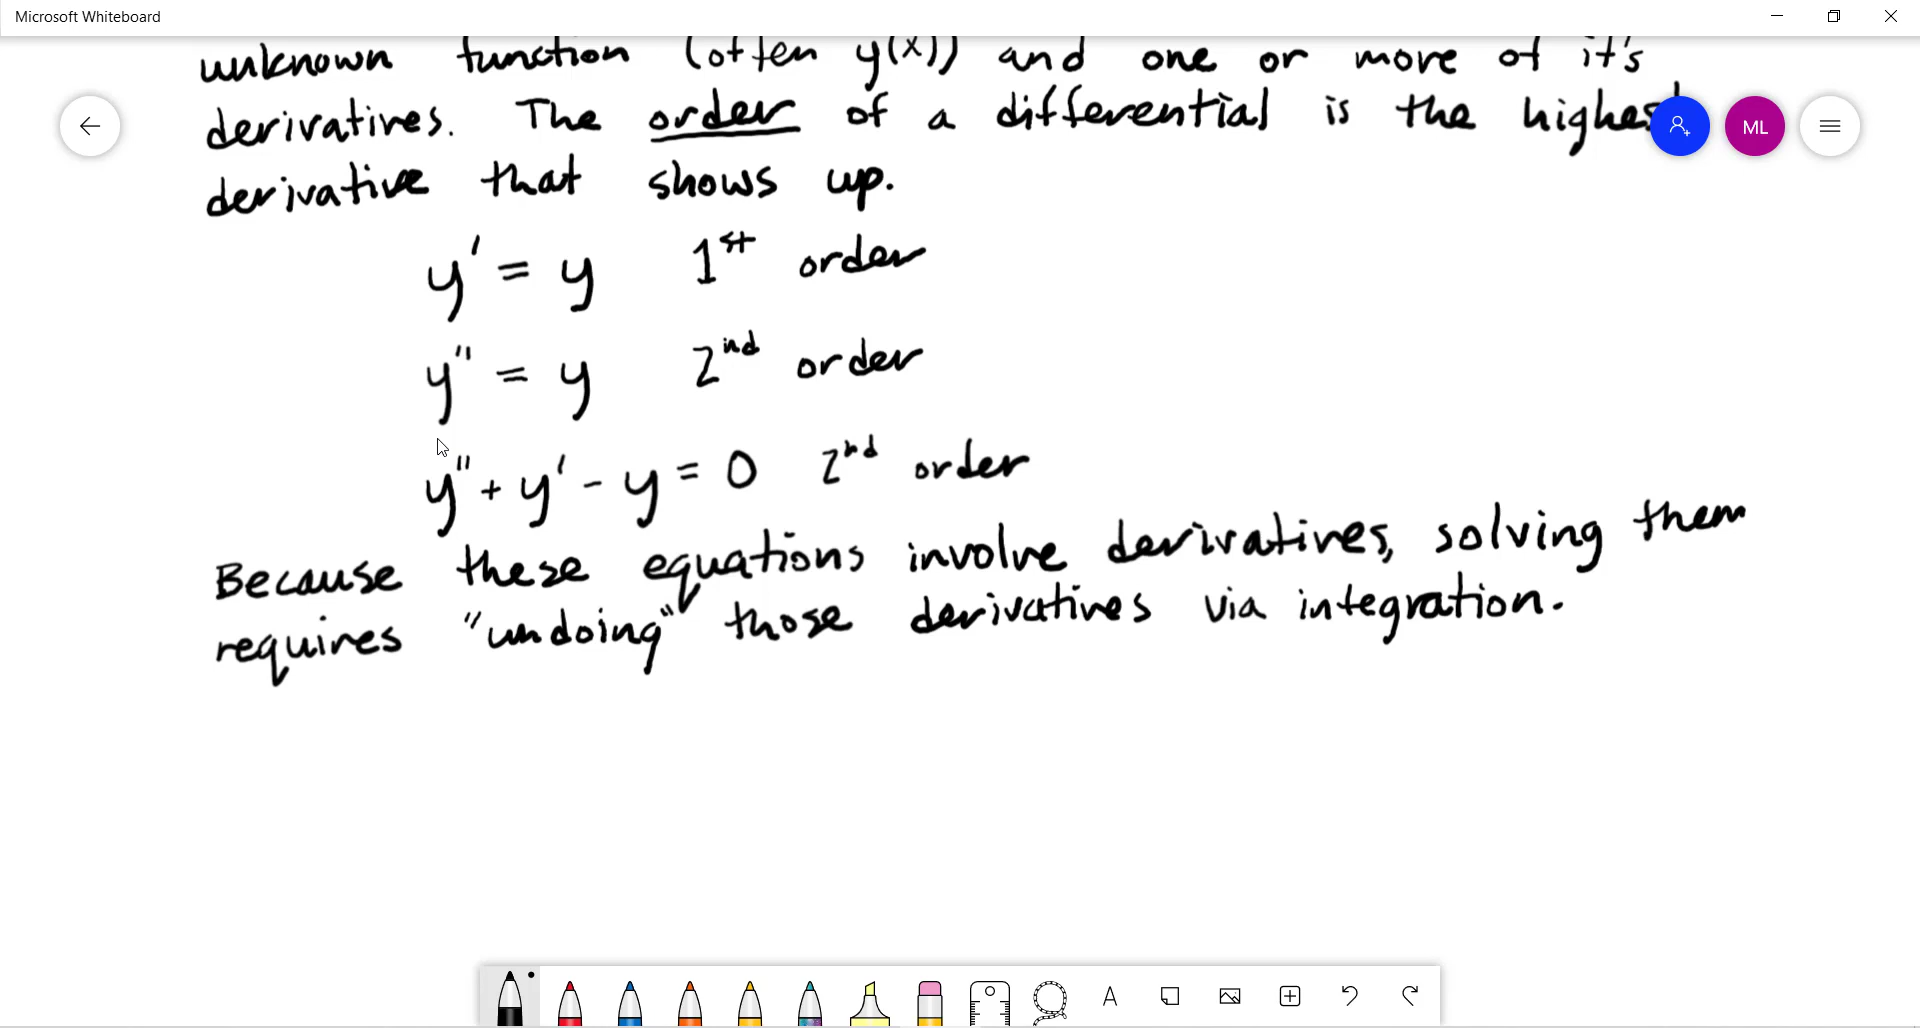 Microsoft Whiteboard
unknown function (often y(x)) and one or more of it's
derivatives. The order of a differential is the highest
derivative that shows up.
y' = y 1st order
y" = y 2nd order
y" + y' - y = 0 2nd order
Because these equations involve derivatives, solving them
requires "undoing" those derivatives via integration.
ML
A